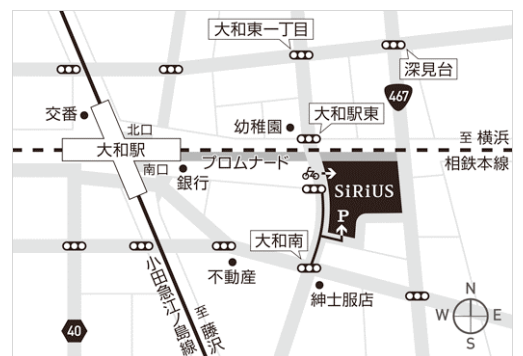 大和東一丁目
深見台
467
交番
北口
幼稚園
大和駅東
至 横浜
大和駅
プロムナード
相鉄本線
南口
銀行
SiRiUS
P
大和南
不動産
紳士服店
小田急江ノ島線
至 藤沢
40
N
W
E
S